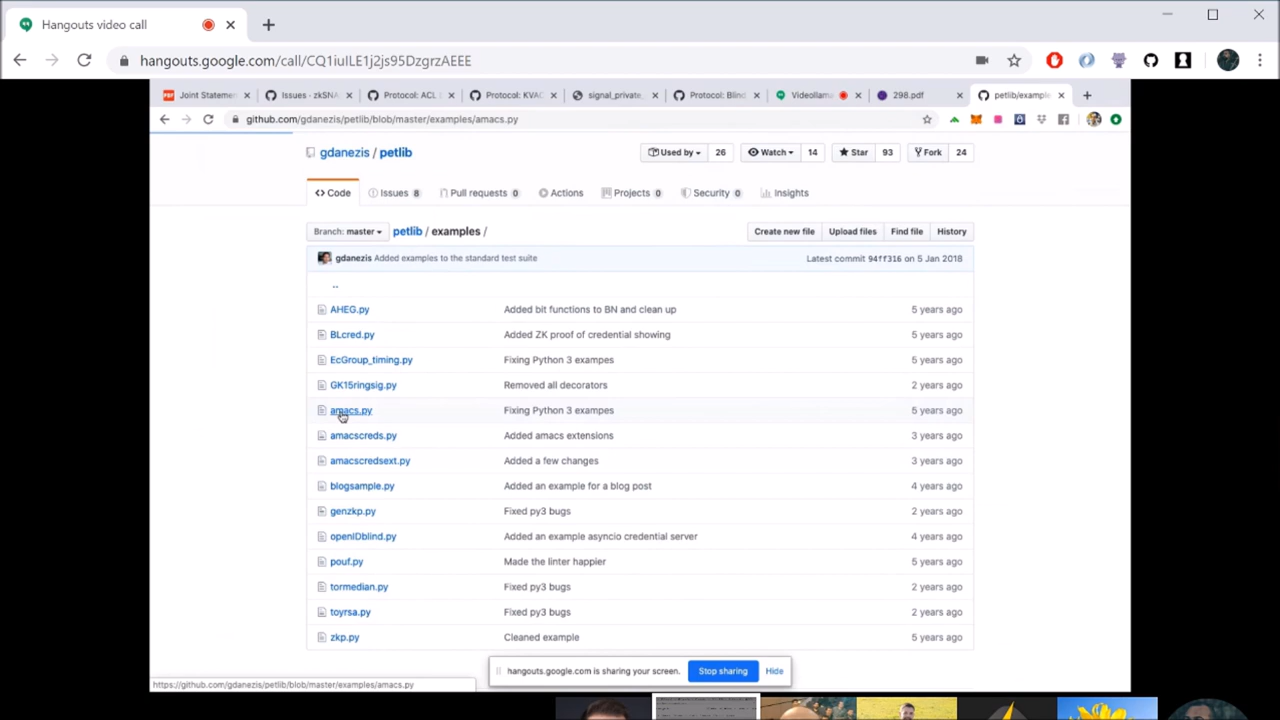 Hangouts video call
hangouts.google.com/call/CQ1iuILE1j2js95DzgrzAEEE
Joint Stateme
Issues · zkSNA
Protocol: ACL
Protocol: KVAC
signal_private_
Protocol: Blind
Videollam
298.pdf
petlib/example
github.com/gdanezis/petlib/blob/master/examples/amacs.py
gdanezis / petlib
Used by 26
Watch 14
Star 93
Fork 24
Code
Issues 8
Pull requests 0
Actions
Projects 0
Security 0
Insights
Branch: master
petlib / examples /
Create new file
Upload files
Find file
History
gdanezis Added examples to the standard test suite
Latest commit 94ff316 on 5 Jan 2018
..
AHEG.py Added bit functions to BN and clean up 5 years ago
BLcred.py Added ZK proof of credential showing 5 years ago
EcGroup_timing.py Fixing Python 3 exampes 5 years ago
GK15ringsig.py Removed all decorators 2 years ago
amacs.py Fixing Python 3 exampes 5 years ago
amacscreds.py Added amacs extensions 3 years ago
amacscredsext.py Added a few changes 3 years ago
blogsample.py Added an example for a blog post 4 years ago
genzkp.py Fixed py3 bugs 2 years ago
openIDblind.py Added an example asyncio credential server 4 years ago
pouf.py Made the linter happier 5 years ago
tormedian.py Fixed py3 bugs 2 years ago
toyrsa.py Fixed py3 bugs 2 years ago
zkp.py Cleaned example 5 years ago
hangouts.google.com is sharing your screen.
Stop sharing
Hide
https://github.com/gdanezis/petlib/blob/master/examples/amacs.py